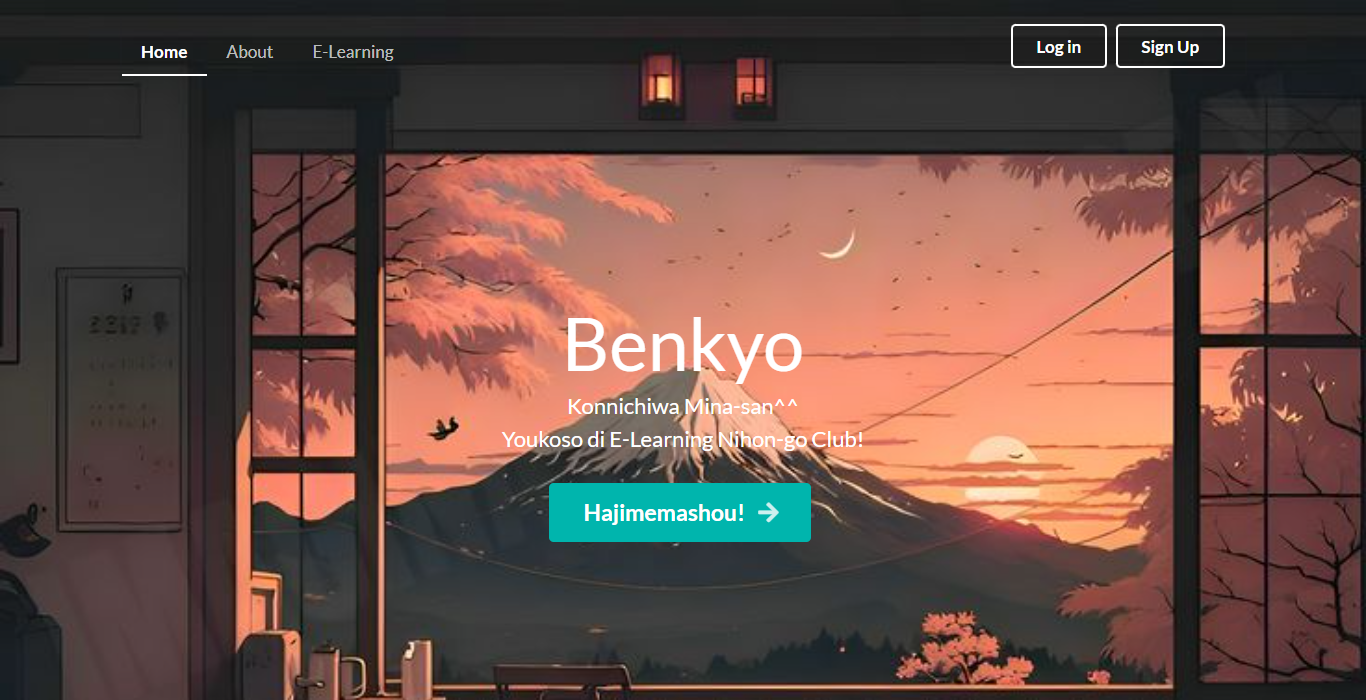 Home About E-Learning Log in Sign Up
Benkyo
Konnichiwa Mina-san^^
Youkoso di E-Learning Nihon-go Club!
Hajimemashou!